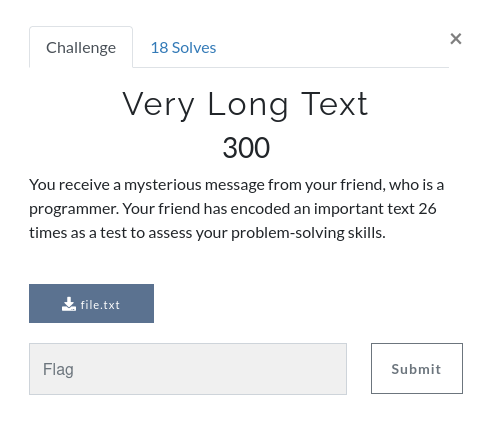 Challenge
18 Solves
×
Very Long Text
300
You receive a mysterious message from your friend, who is a
programmer. Your friend has encoded an important text 26
times as a test to assess your problem-solving skills.
file.txt
Flag
Submit